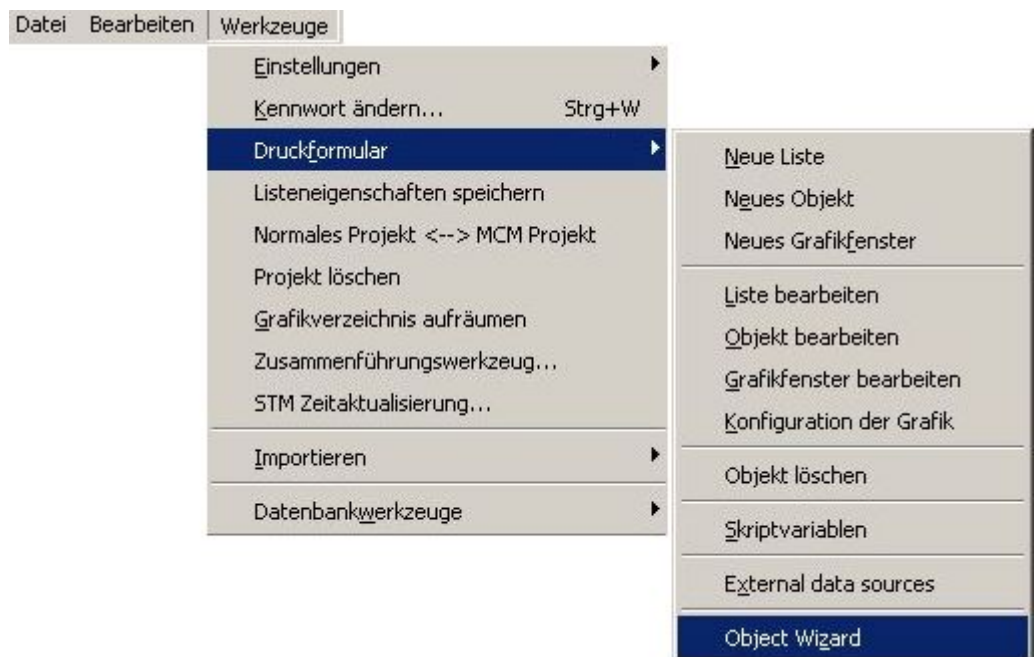 Datei Bearbeiten Werkzeuge
Einstellungen
Kennwort ändern... Strg+W
Druckformular
Listeneigenschaften speichern
Normales Projekt <--> MCM Projekt
Projekt löschen
Grafikverzeichnis aufräumen
Zusammenführungswerkzeug...
STM Zeitaktualisierung...
Importieren
Datenbankwerkzeuge
Neue Liste
Neues Objekt
Neues Grafikfenster
Liste bearbeiten
Objekt bearbeiten
Grafikfenster bearbeiten
Konfiguration der Grafik
Objekt löschen
Skriptvariablen
External data sources
Object Wizard